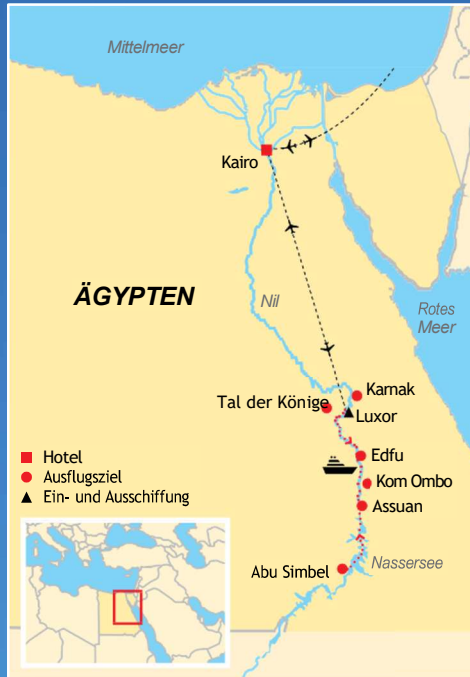 Mittelmeer
Kairo
ÄGYPTEN
Nil
Rotes
Meer
Karnak
Tal der Könige
Luxor
Hotel
Edfu
Ausflugsziel
Kom Ombo
Ein- und Ausschiffung
Assuan
Nassersee
Abu Simbel